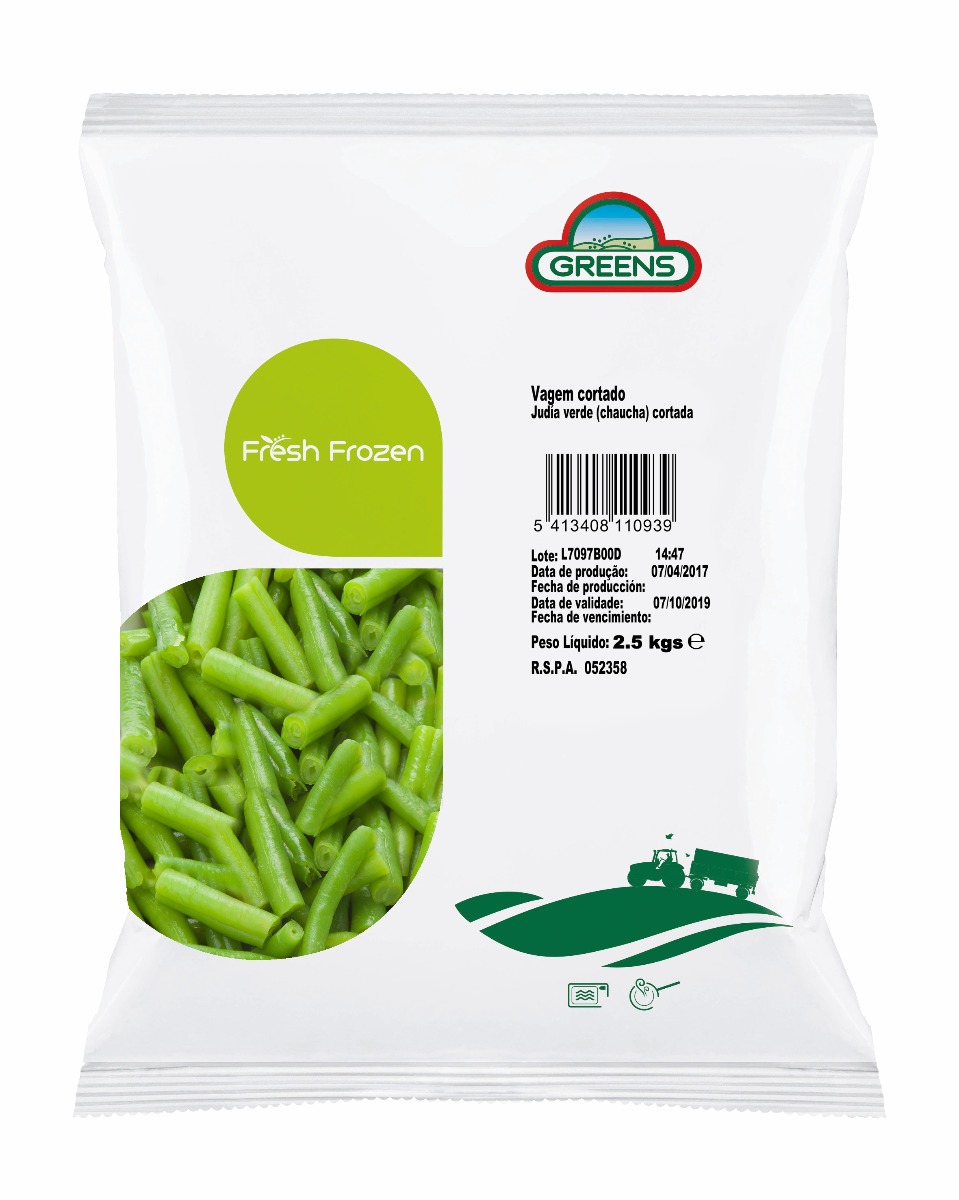 GREENS
Fresh Frozen
Vagem cortado
Judia verde (chaucha) cortada
5 413408 110939
Lote: L7097B00D 14:47
Data de produção: 07/04/2017
Fecha de producción:
Data de validade: 07/10/2019
Fecha de vencimiento:
Peso Líquido: 2.5 kgs ℮
R.S.P.A. 052358